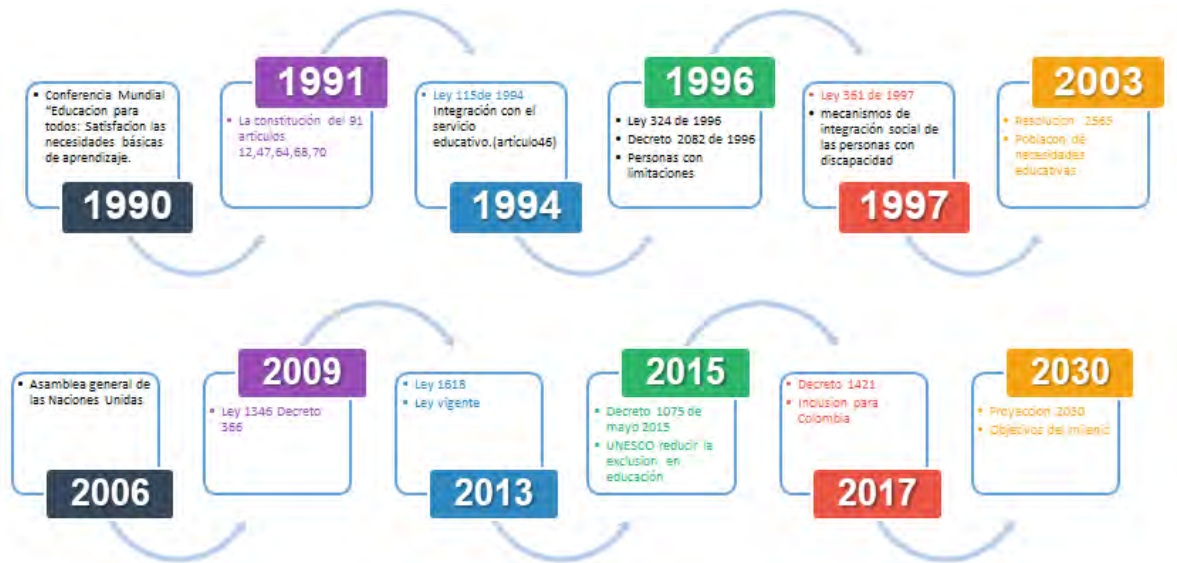 ▪ Conferencia Mundial
"Educacion para
todos: Satisfacion las
necesidades básicas
de aprendizaje.
1990
1991
▪ La constitución del 91
articulos
12,47,64,68,70
▪ Ley 115de 1994
Integración con el
servicio
educativo.(articulo46)
1994
1996
▪ Ley 324 de 1996
▪ Decreto 2082 de 1996
▪ Personas con
limitaciones
▪ Ley 361 de 1997
▪ mecanismos de
integración social de
las personas con
discapacidad
1997
2003
▪ Resolucion 2565
▪ Poblacon de
necesidades
educativas
▪ Asamblea general de
las Naciones Unidas
2006
2009
▪ Ley 1346 Decreto
366
▪ Ley 1618
▪ Ley vigente
2013
2015
▪ Decreto 1075 de
mayo 2015
▪ UNESCO reducir la
exclusion en
educación
▪ Decreto 1421
▪ Inclusion para
Colombia
2017
2030
▪ Proyeccion 2030
▪ Objetivos del milenio